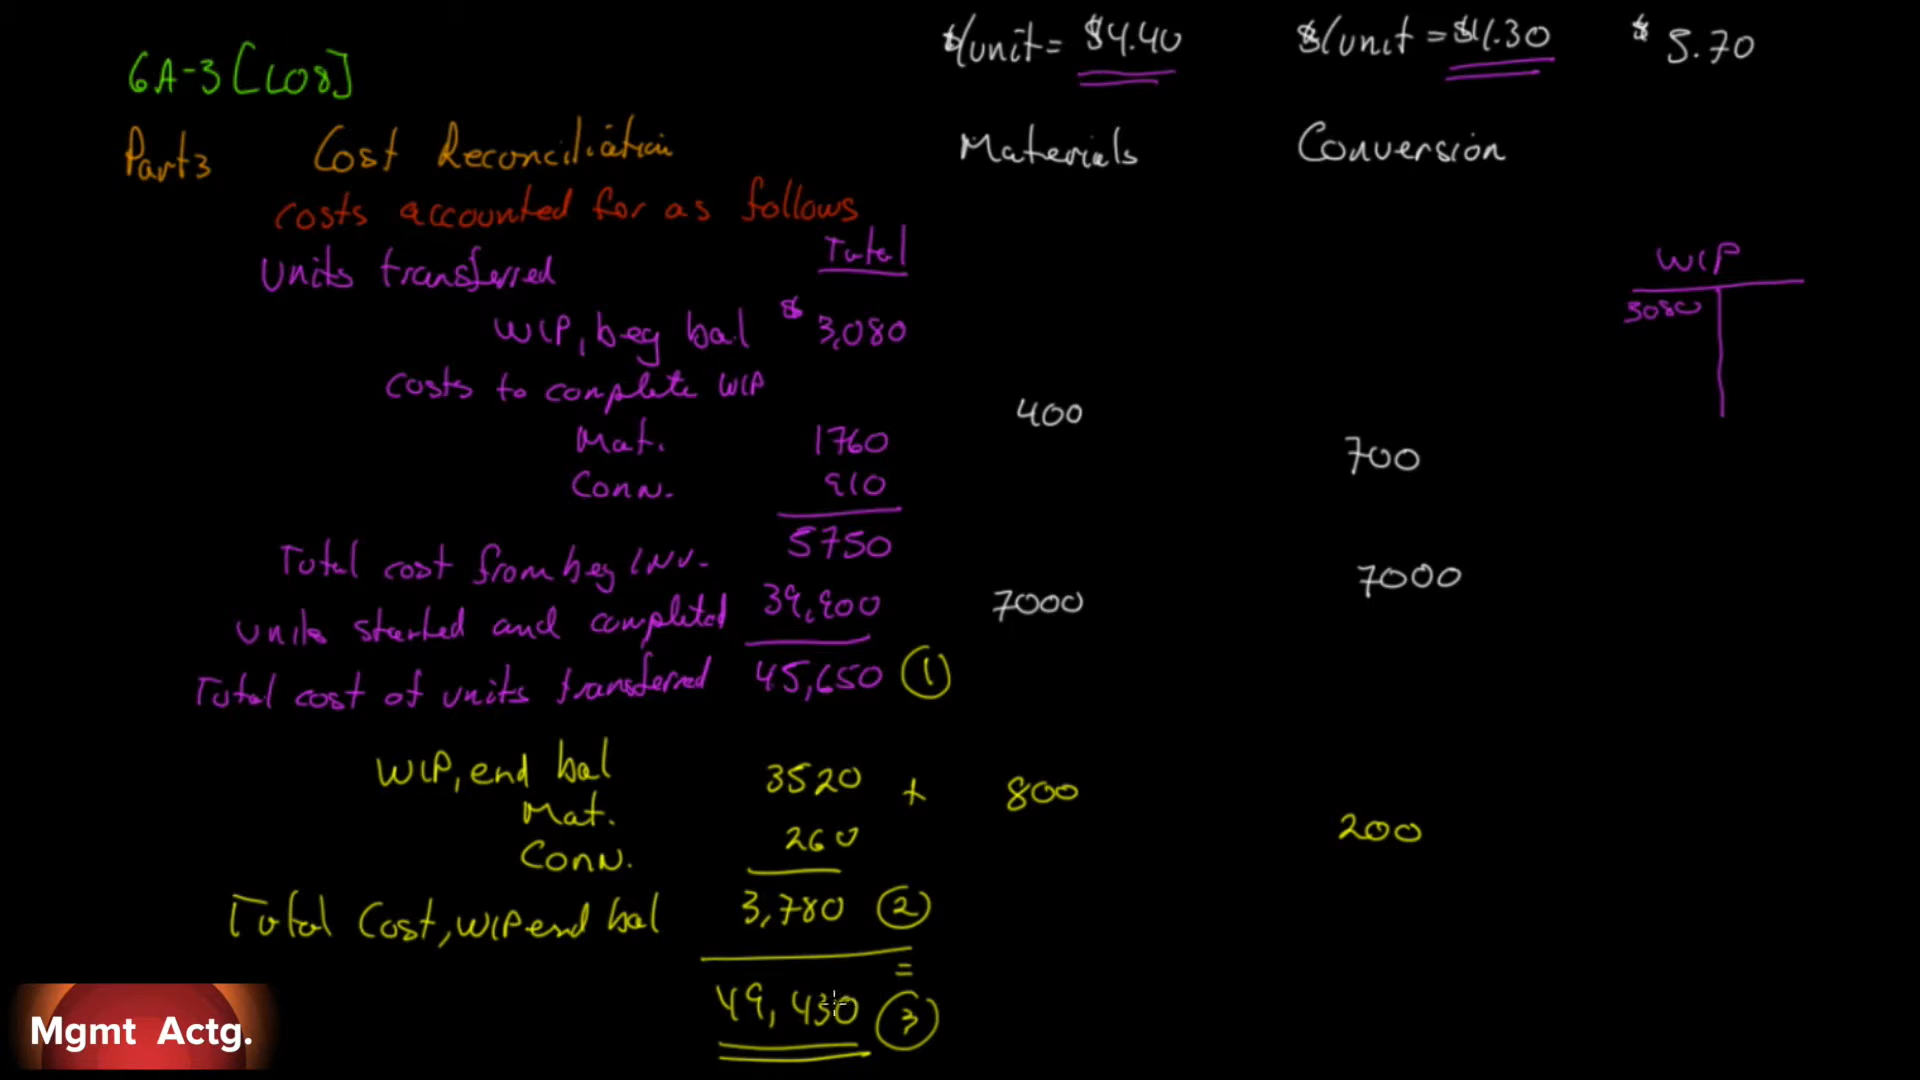 $/unit = $4.40 $/unit = $1.30 $ 5.70
6A-3 [LO8]
Part 3 Cost Reconciliation Materials Conversion
Costs accounted for as follows
Total
Units transferred
WIP
WIP, beg bal $ 3,080
3080
Costs to complete WIP
400
Mat. 1760
700
Conv. 910
Total cost from beg inv. 5750
units started and completed 39,900 7000 7000
Total cost of units transferred 45,650 1
WIP, end bal
Mat. 3520 + 800
Conv. 260 200
Total Cost, WIP end bal 3,780 2
=
49,430 3
Mgmt Actg.